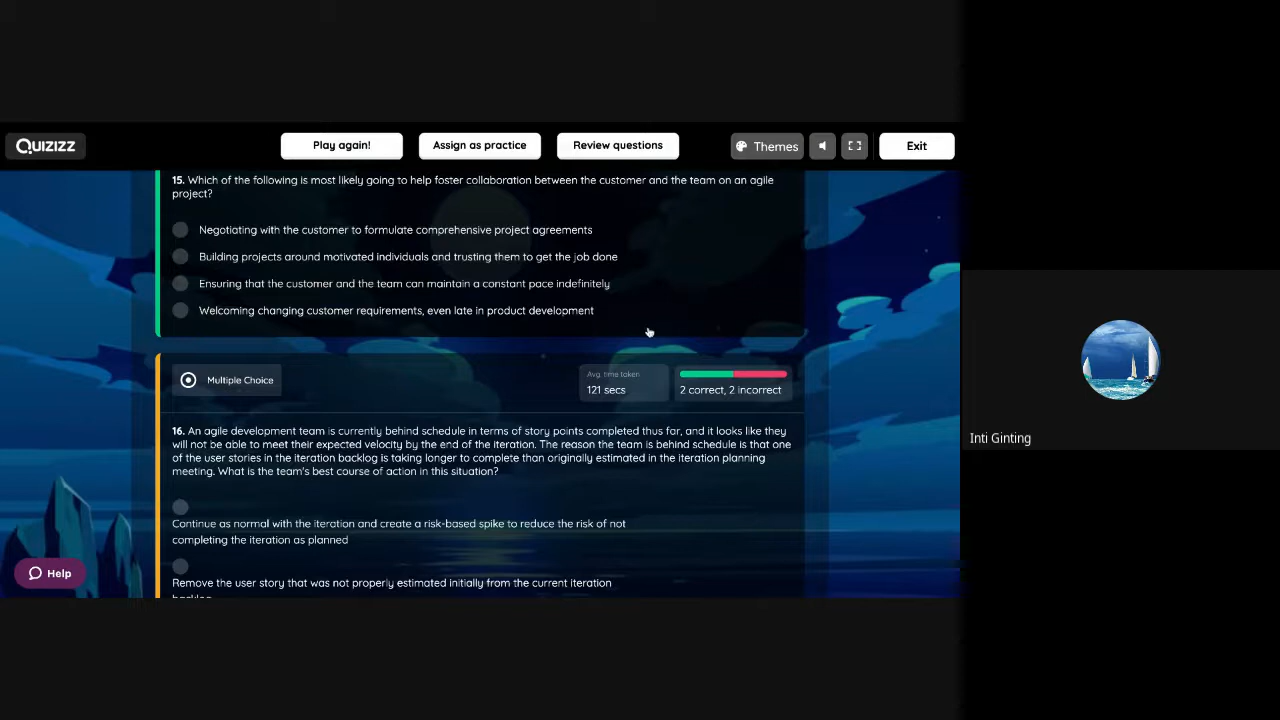 QUIZIZZ
Play again!
Assign as practice
Review questions
Themes
Exit
15. Which of the following is most likely going to help foster collaboration between the customer and the team on an agile
project?
Negotiating with the customer to formulate comprehensive project agreements
Building projects around motivated individuals and trusting them to get the job done
Ensuring that the customer and the team can maintain a constant pace indefinitely
Welcoming changing customer requirements, even late in product development
Multiple Choice
Avg. time taken
121 secs
2 correct, 2 incorrect
16. An agile development team is currently behind schedule in terms of story points completed thus far, and it looks like they
will not be able to meet their expected velocity by the end of the iteration. The reason the team is behind schedule is that one
of the user stories in the iteration backlog is taking longer to complete than originally estimated in the iteration planning
meeting. What is the team's best course of action in this situation?
Continue as normal with the iteration and create a risk-based spike to reduce the risk of not
completing the iteration as planned
Remove the user story that was not properly estimated initially from the current iteration
backlog
Help
Inti Ginting